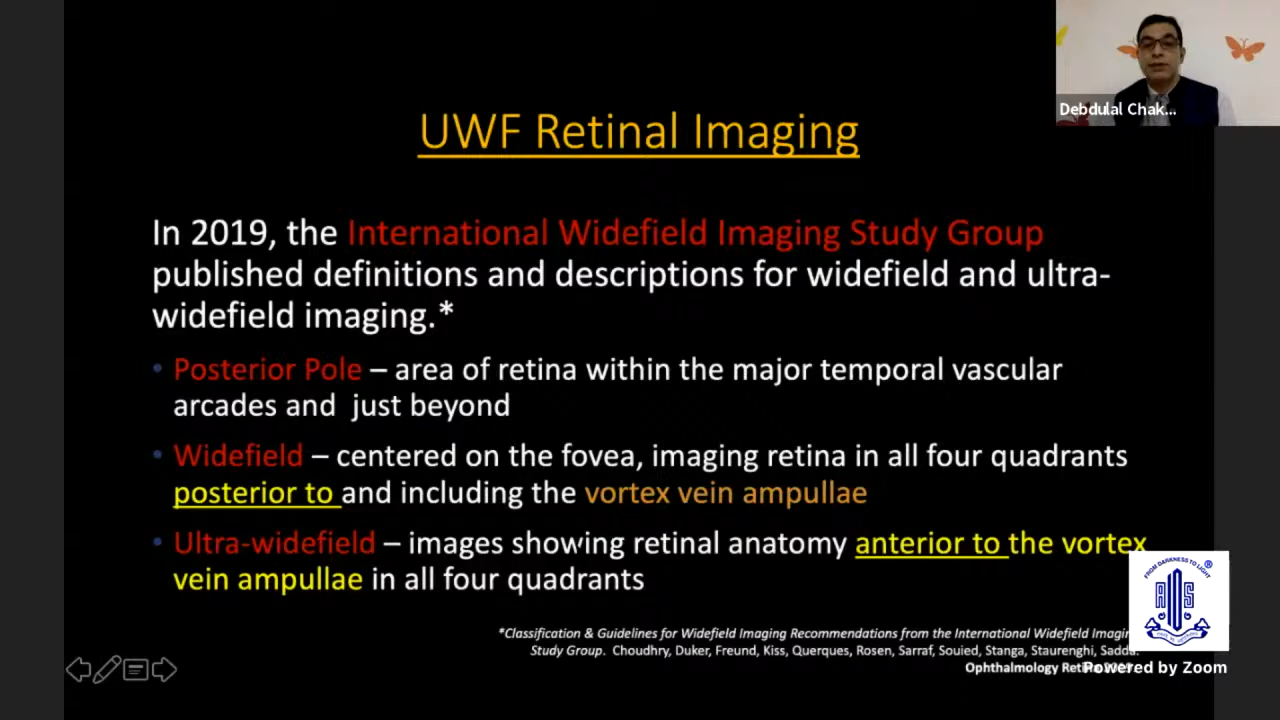 Debdulal Chak...
UWF Retinal Imaging
In 2019, the International Widefield Imaging Study Group
published definitions and descriptions for widefield and ultra-
widefield imaging.*
• Posterior Pole – area of retina within the major temporal vascular
arcades and just beyond
• Widefield – centered on the fovea, imaging retina in all four quadrants
posterior to and including the vortex vein ampullae
• Ultra-widefield – images showing retinal anatomy anterior to the vortex
vein ampullae in all four quadrants
FROM DARKNESS TO LIGHT
®
AIOS
*Classification & Guidelines for Widefield Imaging Recommendations from the International Widefield
Study Group. Choudhry, Duker, Freund, Kiss, Querques, Rosen, Sarraf, Souied, Stanga, Staurenghi, Sadda.
Ophthalmology
Powered by Zoom